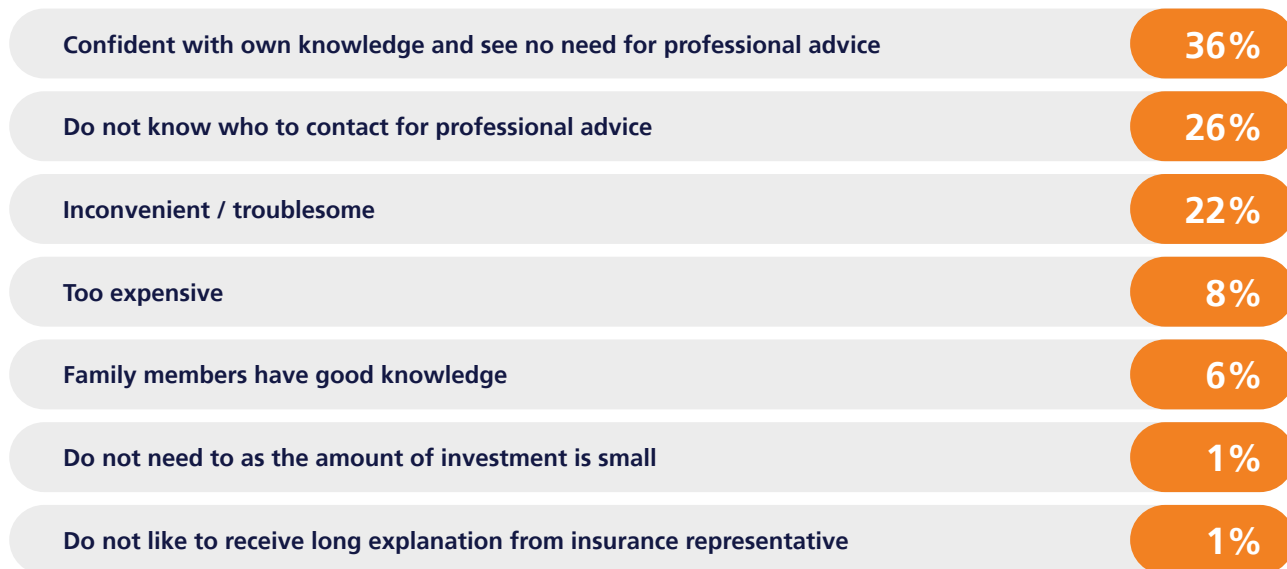 Confident with own knowledge and see no need for professional advice 36%
Do not know who to contact for professional advice 26%
Inconvenient / troublesome 22%
Too expensive 8%
Family members have good knowledge 6%
Do not need to as the amount of investment is small 1%
Do not like to receive long explanation from insurance representative 1%